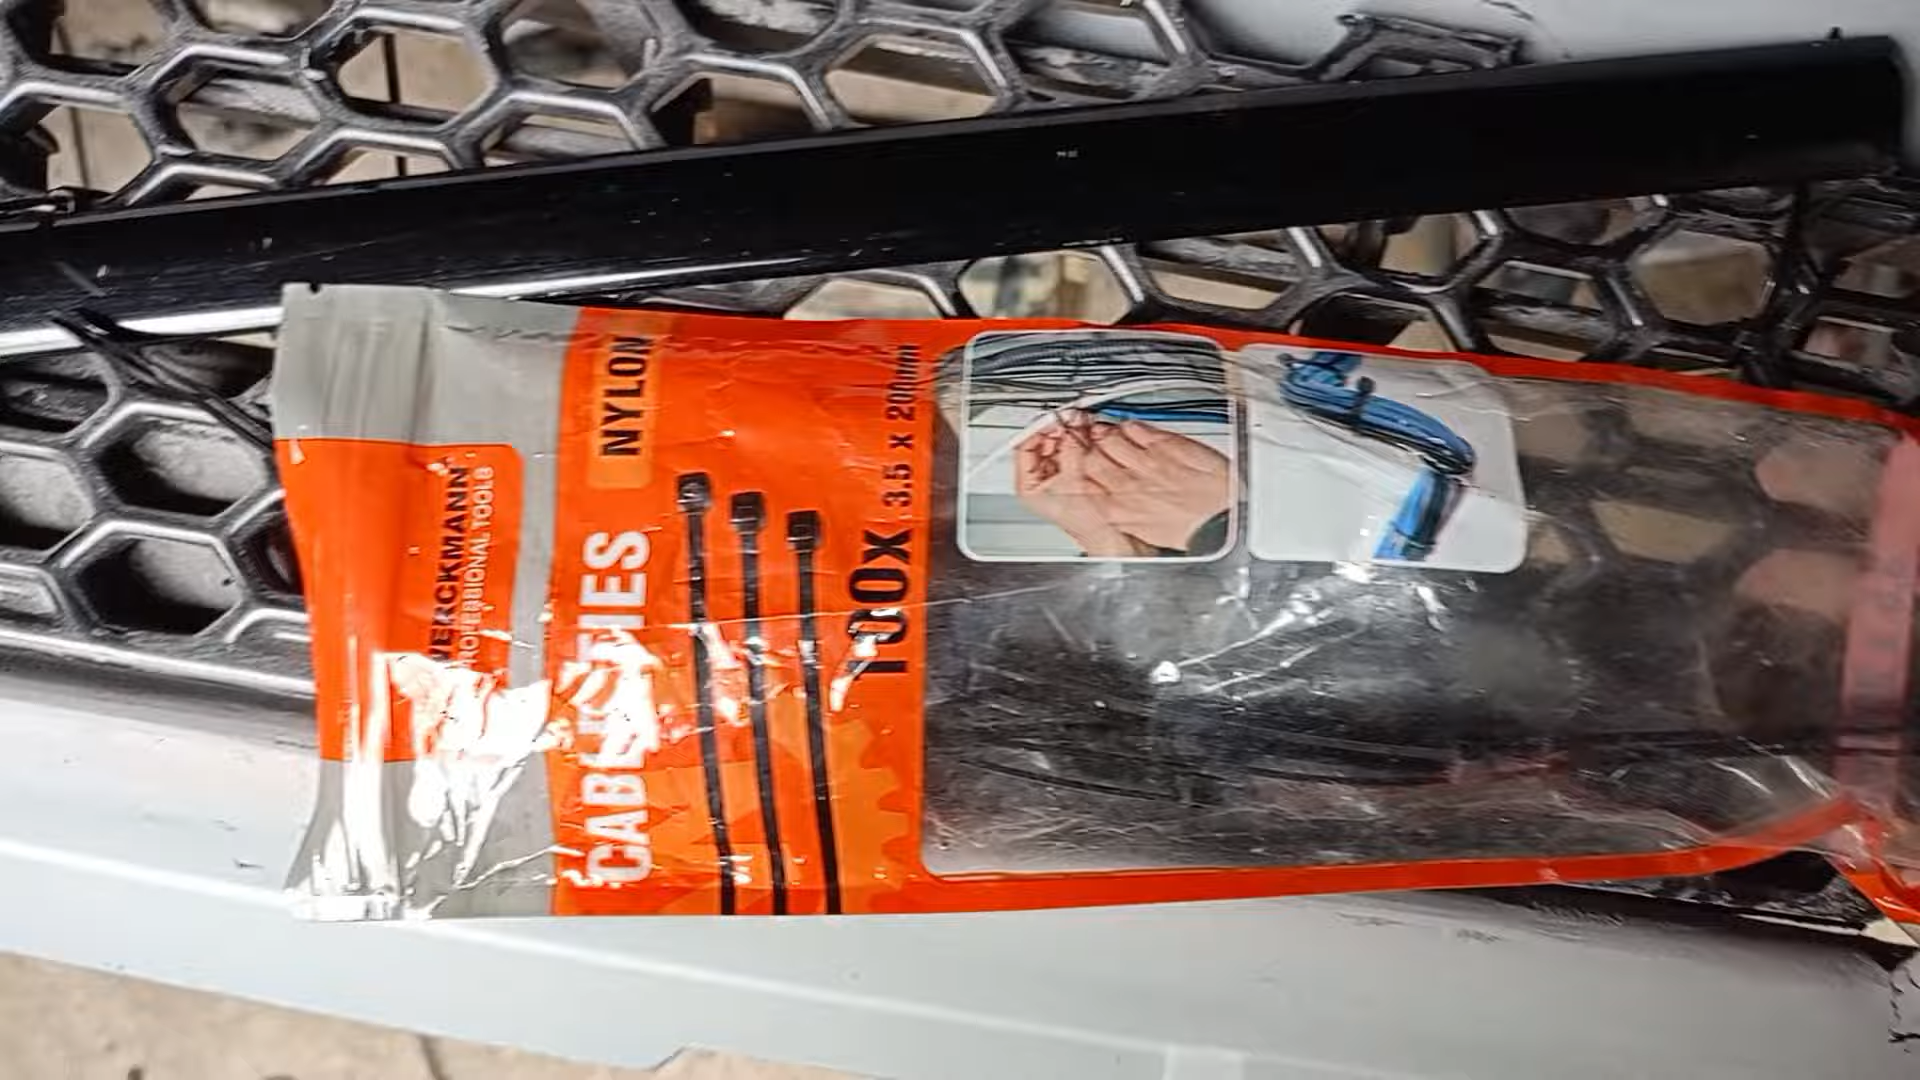 WERCKMANN
PROFESSIONAL TOOLS
NYLON
CABLE TIES
100x 3.5 x 200mm